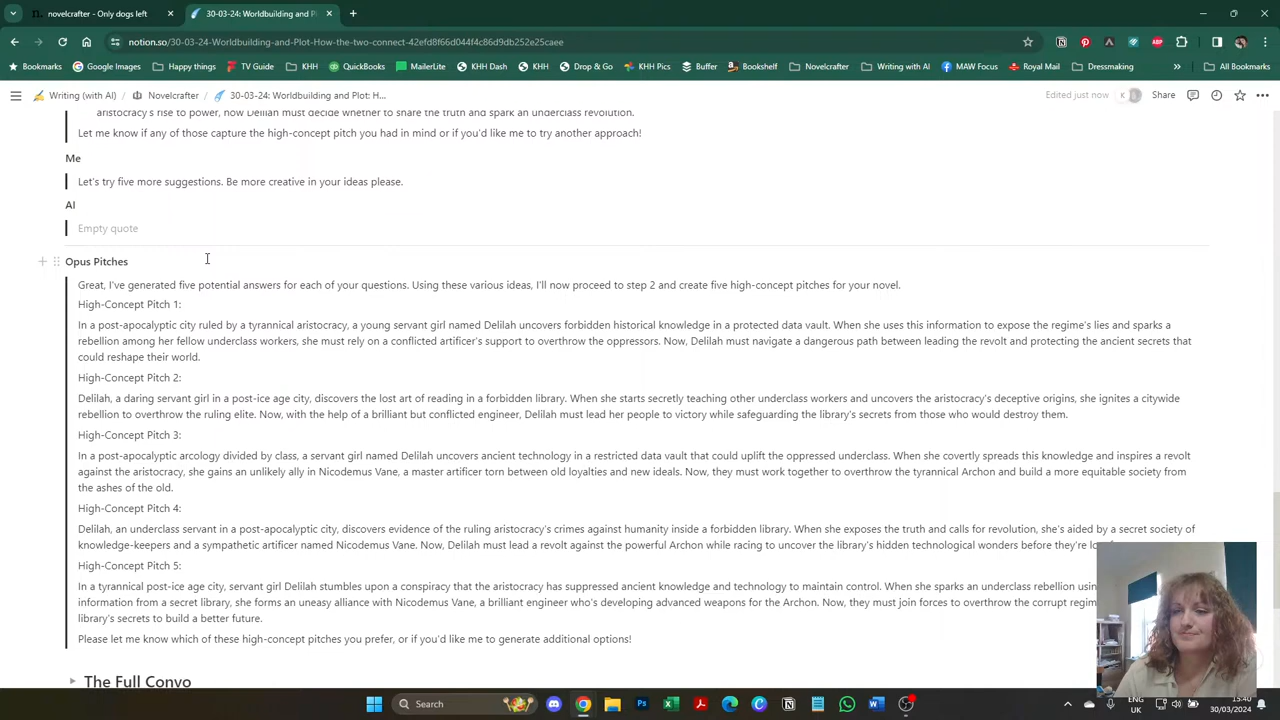 novelcrafter - Only dogs left
30-03-24: Worldbuilding and Plot
notion.so/30-03-24-Worldbuilding-and-Plot-How-the-two-connect-42efd8f66d044f4c86d9db252e25caee
Bookmarks Google Images Happy things TV Guide KHH QuickBooks MailerLite KHH Dash KHH Drop & Go KHH Pics Buffer Bookshelf Writing with AI MAW Focus Royal Mail Dressmaking All Bookmarks
Writing (with AI) / Novelcrafter / 30-03-24: Worldbuilding and Plot: H... Edited just now K Share
aristocracy's rise to power, now Delilah must decide whether to share the truth and spark an underclass revolution.
Let me know if any of those capture the high-concept pitch you had in mind or if you'd like me to try another approach!
Me
Let's try five more suggestions. Be more creative in your ideas please.
AI
Empty quote
Opus Pitches
Great, I've generated five potential answers for each of your questions. Using these various ideas, I'll now proceed to step 2 and create five high-concept pitches for your novel.
High-Concept Pitch 1:
In a post-apocalyptic city ruled by a tyrannical aristocracy, a young servant girl named Delilah uncovers forbidden historical knowledge in a protected data vault. When she uses this information to expose the regime's lies and sparks a
rebellion among her fellow underclass workers, she must rely on a conflicted artificer's support to overthrow the oppressors. Now, Delilah must navigate a dangerous path between leading the revolt and protecting the ancient secrets that
could reshape their world.
High-Concept Pitch 2:
Delilah, a daring servant girl in a post-ice age city, discovers the lost art of reading in a forbidden library. When she starts secretly teaching other underclass workers and uncovers the aristocracy's deceptive origins, she ignites a citywide
rebellion to overthrow the ruling elite. Now, with the help of a brilliant but conflicted engineer, Delilah must lead her people to victory while safeguarding the library's secrets from those who would destroy them.
High-Concept Pitch 3:
In a post-apocalyptic arcology divided by class, a servant girl named Delilah uncovers ancient technology in a restricted data vault that could uplift the oppressed underclass. When she covertly spreads this knowledge and inspires a revolt
against the aristocracy, she gains an unlikely ally in Nicodemus Vane, a master artificer torn between old loyalties and new ideals. Now, they must work together to overthrow the tyrannical Archon and build a more equitable society from
the ashes of the old.
High-Concept Pitch 4:
Delilah, an underclass servant in a post-apocalyptic city, discovers evidence of the ruling aristocracy's crimes against humanity inside a forbidden library. When she exposes the truth and calls for revolution, she's aided by a secret society of
knowledge-keepers and a sympathetic artificer named Nicodemus Vane. Now, Delilah must lead a revolt against the powerful Archon while racing to uncover the library's hidden technological wonders before they're
High-Concept Pitch 5:
In a tyrannical post-ice age city, servant girl Delilah stumbles upon a conspiracy that the aristocracy has suppressed ancient knowledge and technology to maintain control. When she sparks an underclass rebellion
information from a secret library, she forms an uneasy alliance with Nicodemus Vane, a brilliant engineer who's developing advanced weapons for the Archon. Now, they must join forces to overthrow the corrupt
library's secrets to build a better future.
Please let me know which of these high-concept pitches you prefer, or if you'd like me to generate additional options!
The Full Convo
Search
ENG
UK
15:40
30/03/2024